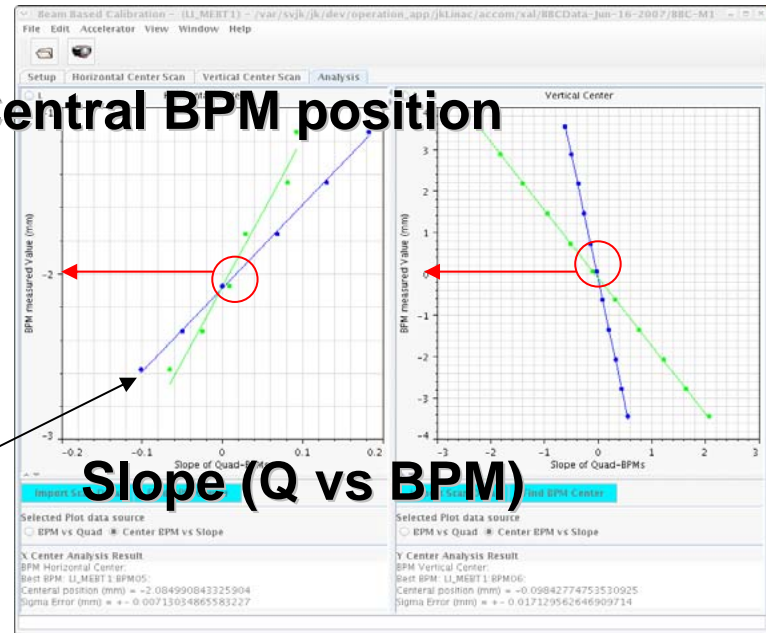 Beam Based Calibration - (LI_MEBT1) - /var/svjk/jk/dev/operation_app/jkLinac/accom/xal/BBCData-Jun-16-2007/BBC-M1
File Edit Accelerator View Window Help
Setup Horizontal Center Scan Vertical Center Scan Analysis
Vertical Center
entral BPM position
BPM measured Value (mm)
-2
-3
-0.2 -0.1 0 0.1 0.2
Slope of Quad-BPMs
BPM measured Value (mm)
3
2
1
0
-1
-2
-3
-4
-3 -2 -1 0 1 2 3
Slope of Quad-BPMs
Slope (Q vs BPM)
Selected Plot data source
BPM vs Quad Center BPM vs Slope
X Center Analysis Result
BPM Horizontal Center:
Best BPM: LI_MEBT1:BPM05:
Centeral position (mm) = -2.084990843325904
Sigma Error (mm) = +- 0.00713034865583227
Selected Plot data source
BPM vs Quad Center BPM vs Slope
Y Center Analysis Result
BPM Vertical Center:
Best BPM: LI_MEBT1:BPM06:
Centeral position (mm) = -0.09842774753530925
Sigma Error (mm) = +- 0.017129562646909714